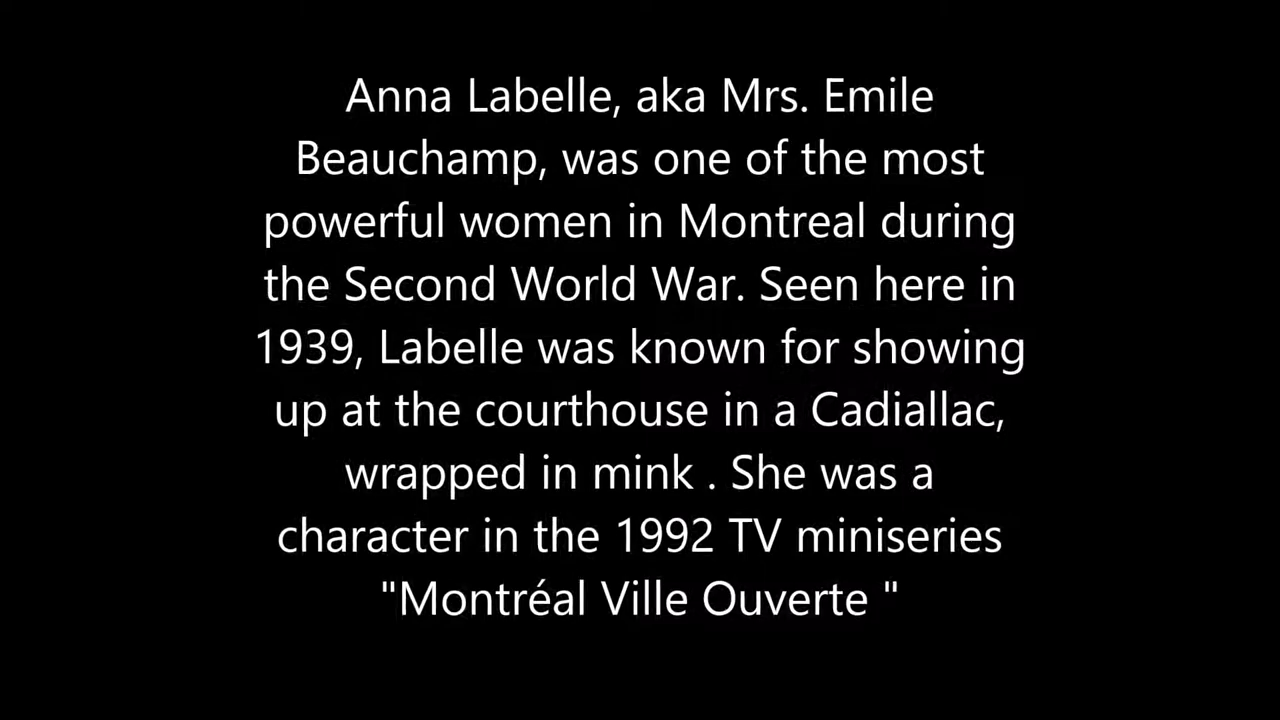 Anna Labelle, aka Mrs. Emile
Beauchamp, was one of the most
powerful women in Montreal during
the Second World War. Seen here in
1939, Labelle was known for showing
up at the courthouse in a Cadiallac,
wrapped in mink . She was a
character in the 1992 TV miniseries
"Montréal Ville Ouverte "